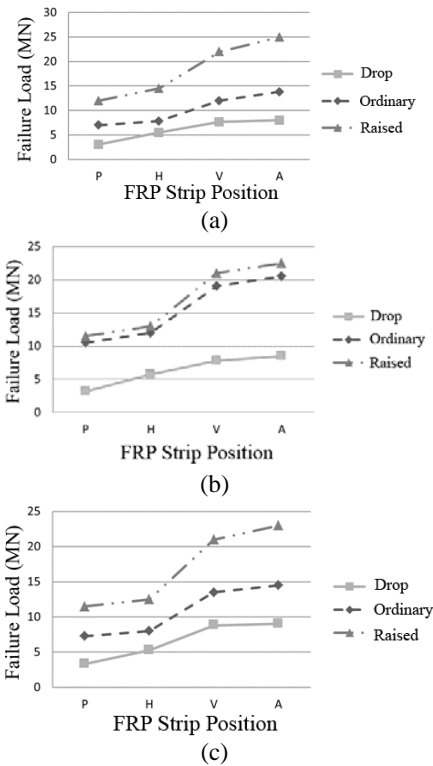 30
25
20
15
10
5
0
Failure Load (MN)
P H V A
FRP Strip Position
Drop
Ordinary
Raised
(a)
25
20
15
10
5
0
Failure Load (MN)
P H V A
FRP Strip Position
Drop
Ordinary
Raised
(b)
25
20
15
10
5
0
Failure Load (MN)
P H V A
FRP Strip Position
Drop
Ordinary
Raised
(c)